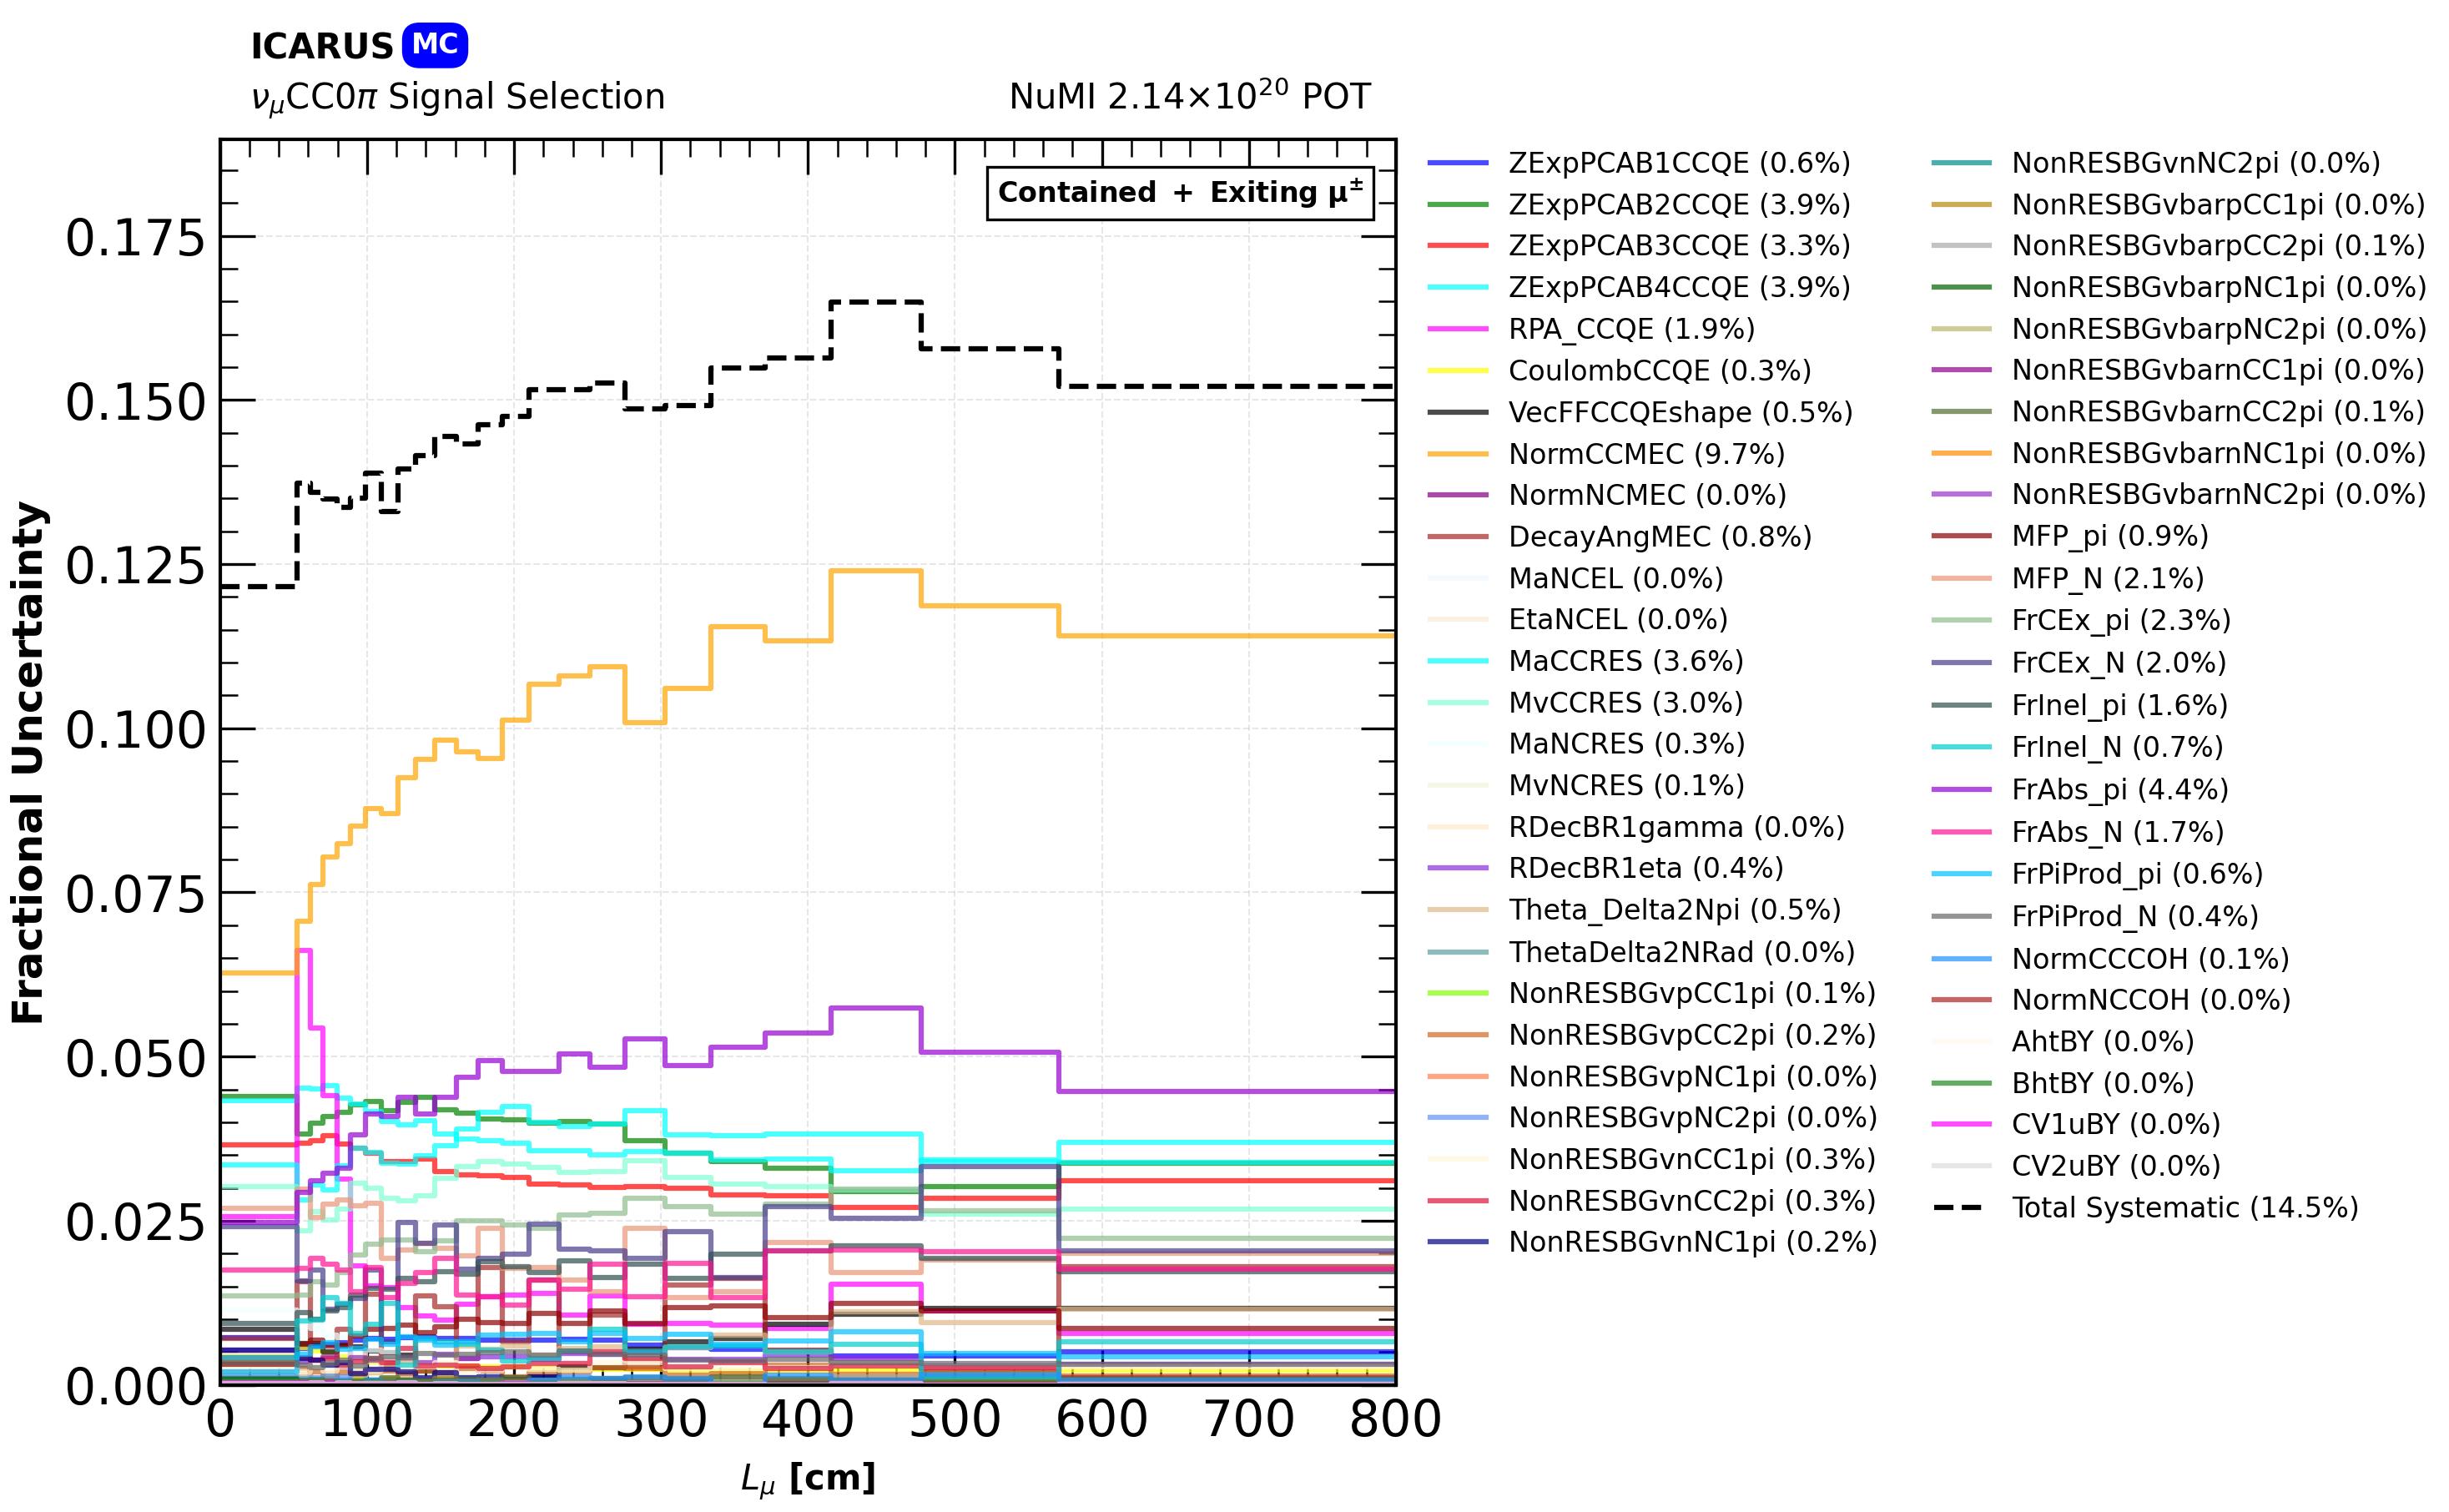 ICARUS MC
νμCC0π Signal Selection
NuMI 2.14×10²⁰ POT
Contained + Exiting μ±
Fractional Uncertainty
0.175
0.150
0.125
0.100
0.075
0.050
0.025
0.000
0 100 200 300 400 500 600 700 800
Lμ [cm]
ZExpPCAB1CCQE (0.6%)
ZExpPCAB2CCQE (3.9%)
ZExpPCAB3CCQE (3.3%)
ZExpPCAB4CCQE (3.9%)
RPA_CCQE (1.9%)
CoulombCCQE (0.3%)
VecFFCCQEshape (0.5%)
NormCCMEC (9.7%)
NormNCMEC (0.0%)
DecayAngMEC (0.8%)
MaNCEL (0.0%)
EtaNCEL (0.0%)
MaCCRES (3.6%)
MvCCRES (3.0%)
MaNCRES (0.3%)
MvNCRES (0.1%)
RDecBR1gamma (0.0%)
RDecBR1eta (0.4%)
Theta_Delta2Npi (0.5%)
ThetaDelta2NRad (0.0%)
NonRESBGvpCC1pi (0.1%)
NonRESBGvpCC2pi (0.2%)
NonRESBGvpNC1pi (0.0%)
NonRESBGvpNC2pi (0.0%)
NonRESBGvnCC1pi (0.3%)
NonRESBGvnCC2pi (0.3%)
NonRESBGvnNC1pi (0.2%)
NonRESBGvnNC2pi (0.0%)
NonRESBGvbarpCC1pi (0.0%)
NonRESBGvbarpCC2pi (0.1%)
NonRESBGvbarpNC1pi (0.0%)
NonRESBGvbarpNC2pi (0.0%)
NonRESBGvbarnCC1pi (0.0%)
NonRESBGvbarnCC2pi (0.1%)
NonRESBGvbarnNC1pi (0.0%)
NonRESBGvbarnNC2pi (0.0%)
MFP_pi (0.9%)
MFP_N (2.1%)
FrCEx_pi (2.3%)
FrCEx_N (2.0%)
FrInel_pi (1.6%)
FrInel_N (0.7%)
FrAbs_pi (4.4%)
FrAbs_N (1.7%)
FrPiProd_pi (0.6%)
FrPiProd_N (0.4%)
NormCCCOH (0.1%)
NormNCCOH (0.0%)
AhtBY (0.0%)
BhtBY (0.0%)
CV1uBY (0.0%)
CV2uBY (0.0%)
Total Systematic (14.5%)